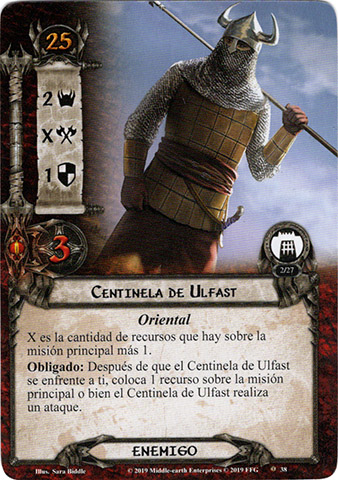 25
2
X
1
3
2/27
CENTINELA DE ULFAST
Oriental
X es la cantidad de recursos que hay sobre la
misión principal más 1.
Obligado: Después de que el Centinela de Ulfast
se enfrente a ti, coloca 1 recurso sobre la misión
principal o bien el Centinela de Ulfast realiza
un ataque.
ENEMIGO
Illus. Sara Biddle
© 2019 Middle-earth Enterprises © 2019 FFG
38